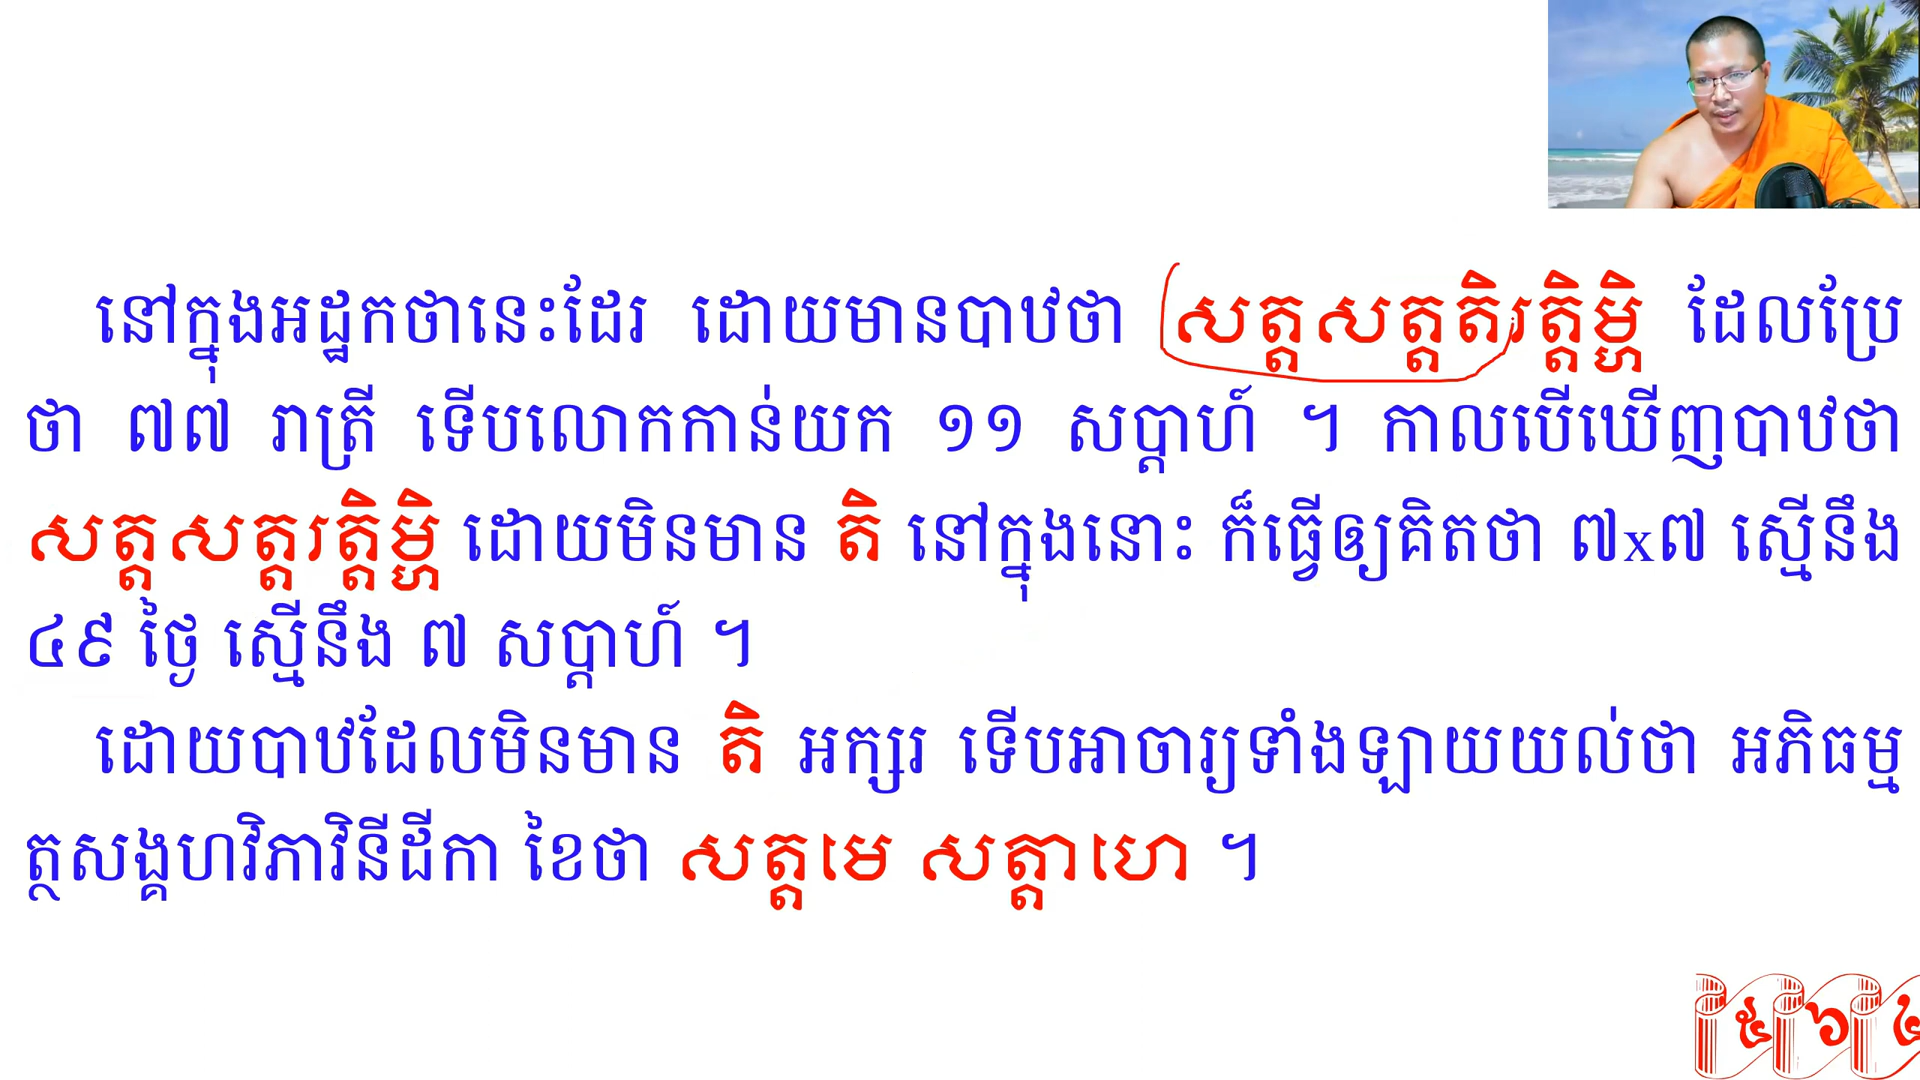 នៅក្នុងអដ្ឋកថានេះដែរ ដោយមានបាឋថា សត្តសត្តតិរត្តិម្ហិ ដែលប្រែ
ថា ៧៧ រាត្រី ទើបលោកកាន់យក ១១ សប្ដាហ៍ ។ កាលបើឃើញបាឋថា
សត្តសត្តរត្តិម្ហិ ដោយមិនមាន តិ នៅក្នុងនោះ ក៏ធ្វើឲ្យគិតថា ៧x៧ ស្មើនឹង
៤៩ ថ្ងៃ ស្មើនឹង ៧ សប្ដាហ៍ ។
ដោយបាឋដែលមិនមាន តិ អក្សរ ទើបអាចារ្យទាំងឡាយយល់ថា អភិធម្ម
ត្ថសង្គហវិភាវិនីដីកា ខៃថា សត្តមេ សត្តាហេ ។
៥៦៤